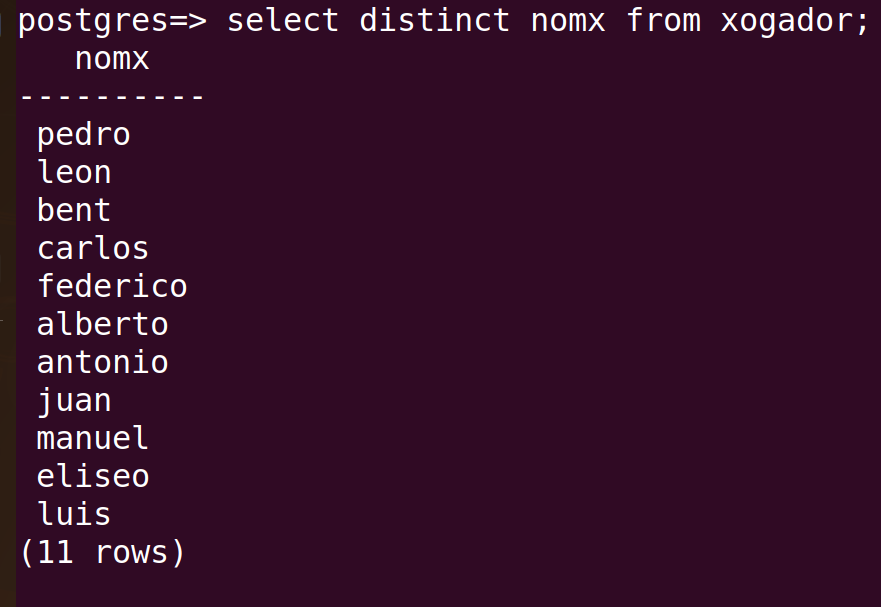 postgres=> select distinct nomx from xogador;
nomx
----------
pedro
leon
bent
carlos
federico
alberto
antonio
juan
manuel
eliseo
luis
(11 rows)